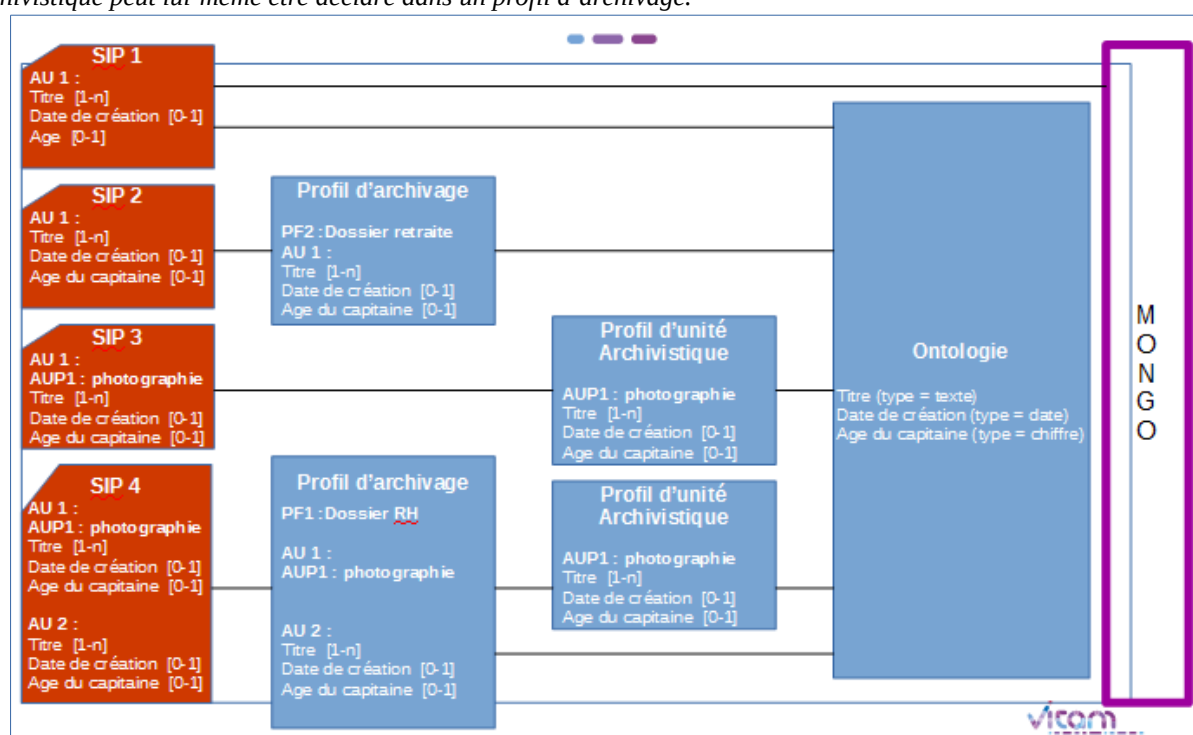 nivistique peut lui-même être déclaré dans un profil d'archivage.
SIP 1
AU 1 :
Titre [1-n]
Date de création [0-1]
Age [0-1]
SIP 2
AU 1 :
Titre [1-n]
Date de création [0-1]
Age du capitaine [0-1]
Profil d'archivage
PF2 :Dossier retraite
AU 1 :
Titre [1-n]
Date de création [0-1]
Age du capitaine [0-1]
SIP 3
AU 1 :
AUP1 : photographie
Titre [1-n]
Date de création [0-1]
Age du capitaine [0-1]
Profil d'unité
Archivistique
AUP1 : photographie
Titre [1-n]
Date de création [0-1]
Age du capitaine [0-1]
SIP 4
AU 1 :
AUP1 : photographie
Titre [1-n]
Date de création [0-1]
Age du capitaine [0-1]
AU 2 :
Titre [1-n]
Date de création [0-1]
Age du capitaine [0-1]
Profil d'archivage
PF1 :Dossier RH
AU 1 :
AUP1 : photographie
AU 2 :
Titre [1-n]
Date de création [0-1]
Age du capitaine [0-1]
Profil d'unité
Archivistique
AUP1 : photographie
Titre [1-n]
Date de création [0-1]
Age du capitaine [0-1]
Ontologie
Titre (type = texte)
Date de création (type = date)
Age du capitaine (type = chiffre)
M
O
N
G
O
vitam